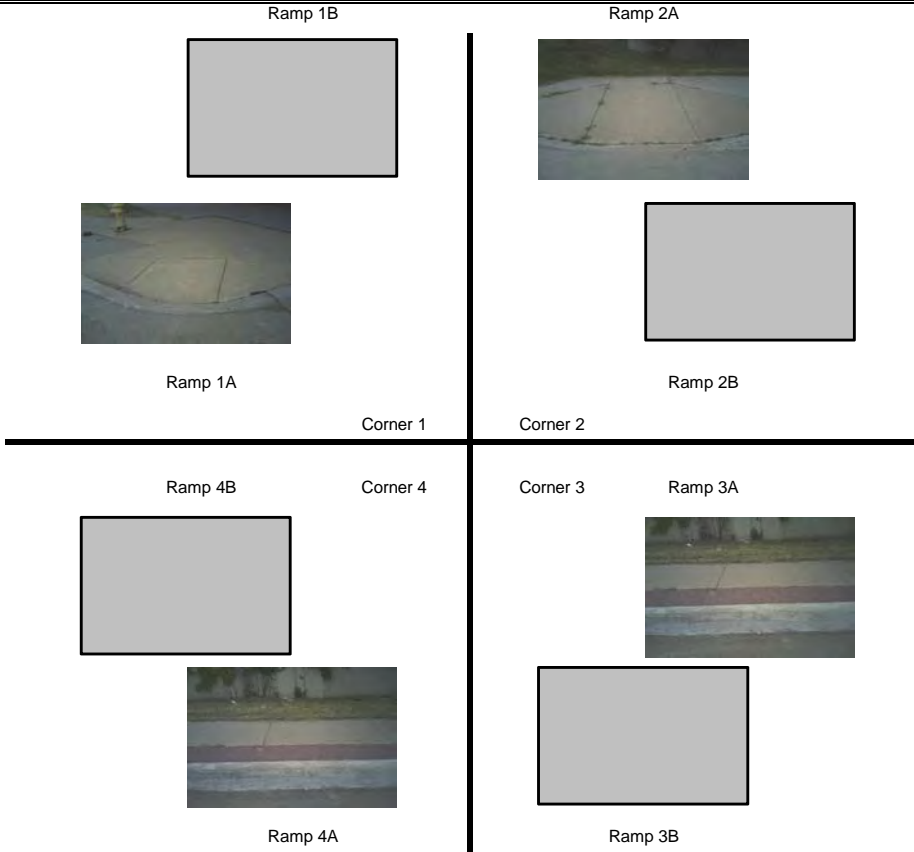 Ramp 1B
Ramp 2A
Ramp 1A
Ramp 2B
Corner 1
Corner 2
Ramp 4B
Corner 4
Corner 3
Ramp 3A
Ramp 4A
Ramp 3B